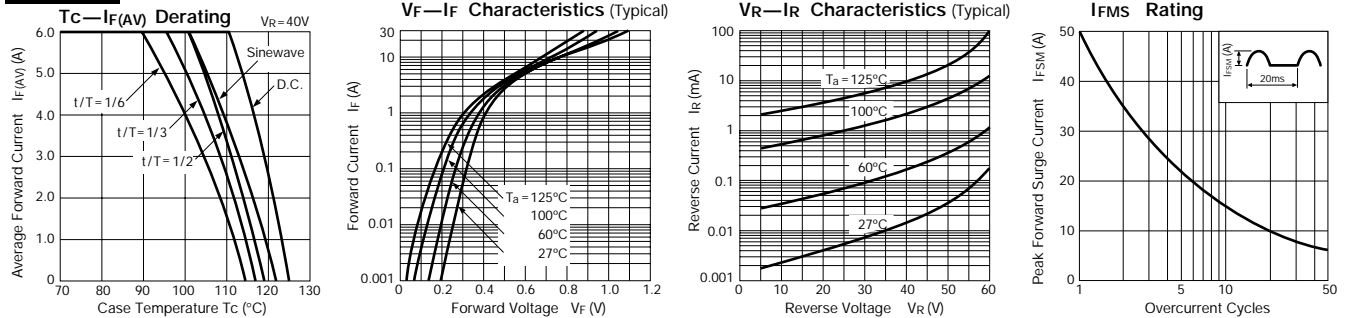 Tc—IF(AV) Derating
VR=40V
Average Forward Current IF(AV) (A)
6.0
5.0
4.0
3.0
2.0
1.0
0
Sinewave
D.C.
t/T=1/6
t/T=1/3
t/T=1/2
70 80 90 100 110 120 130
Case Temperature Tc (°C)
VF—IF Characteristics (Typical)
Forward Current IF (A)
30
10
1
0.1
0.01
0.001
Ta=125°C
100°C
60°C
27°C
0 0.2 0.4 0.6 0.8 1.0 1.2
Forward Voltage VF (V)
VR—IR Characteristics (Typical)
Reverse Current IR (mA)
100
10
1
0.1
0.01
0.001
Ta=125°C
100°C
60°C
27°C
0 10 20 30 40 50 60
Reverse Voltage VR (V)
IFMS Rating
Peak Forward Surge Current IFSM (A)
50
40
30
20
10
0
IFSM (A)
20ms
1 5 10 50
Overcurrent Cycles